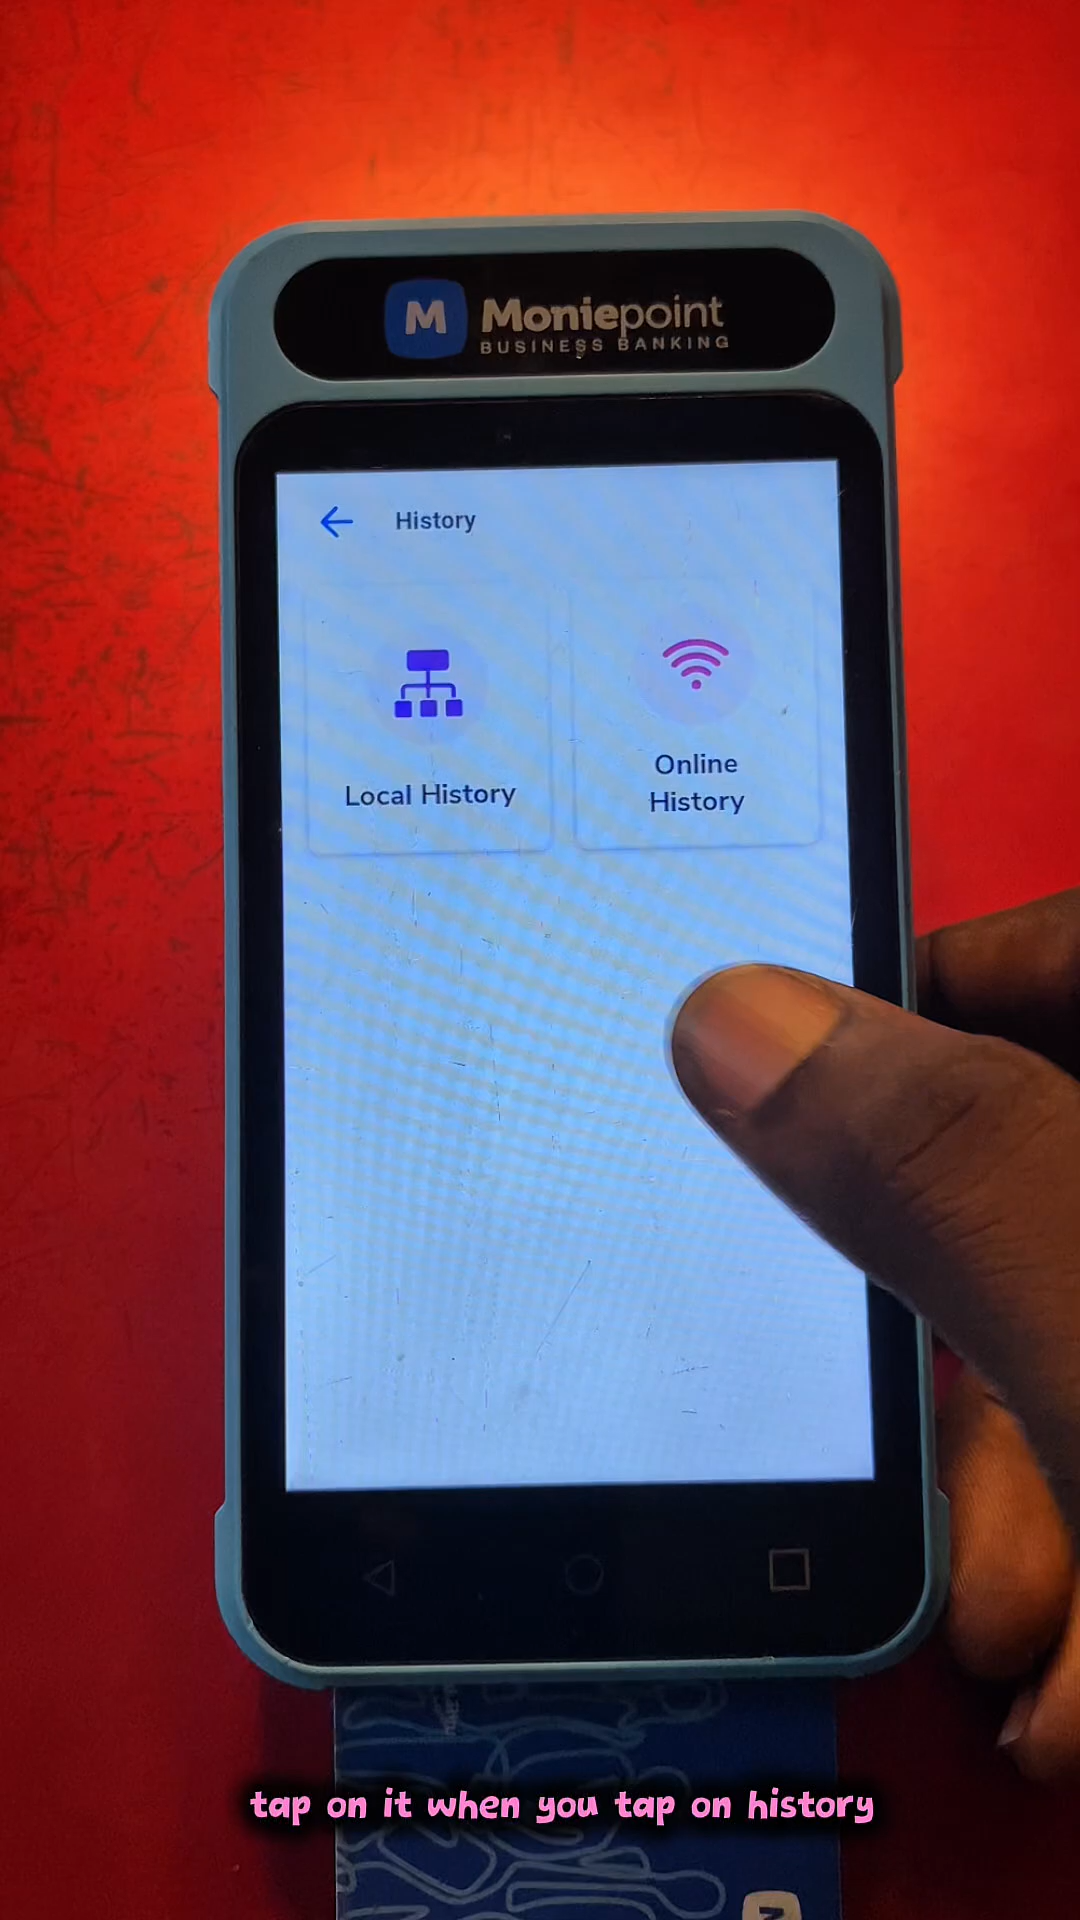 M Moniepoint
BUSINESS BANKING
History
Local History
Online
History
tap on it when you tap on history